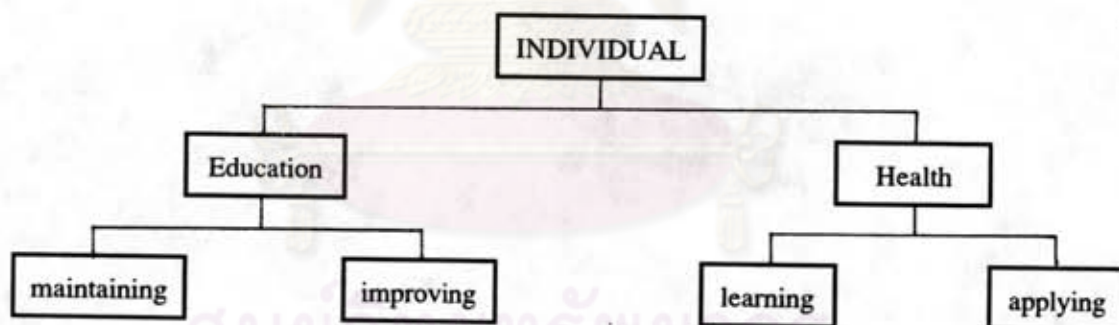 INDIVIDUAL
Education
Health
maintaining
improving
learning
applying